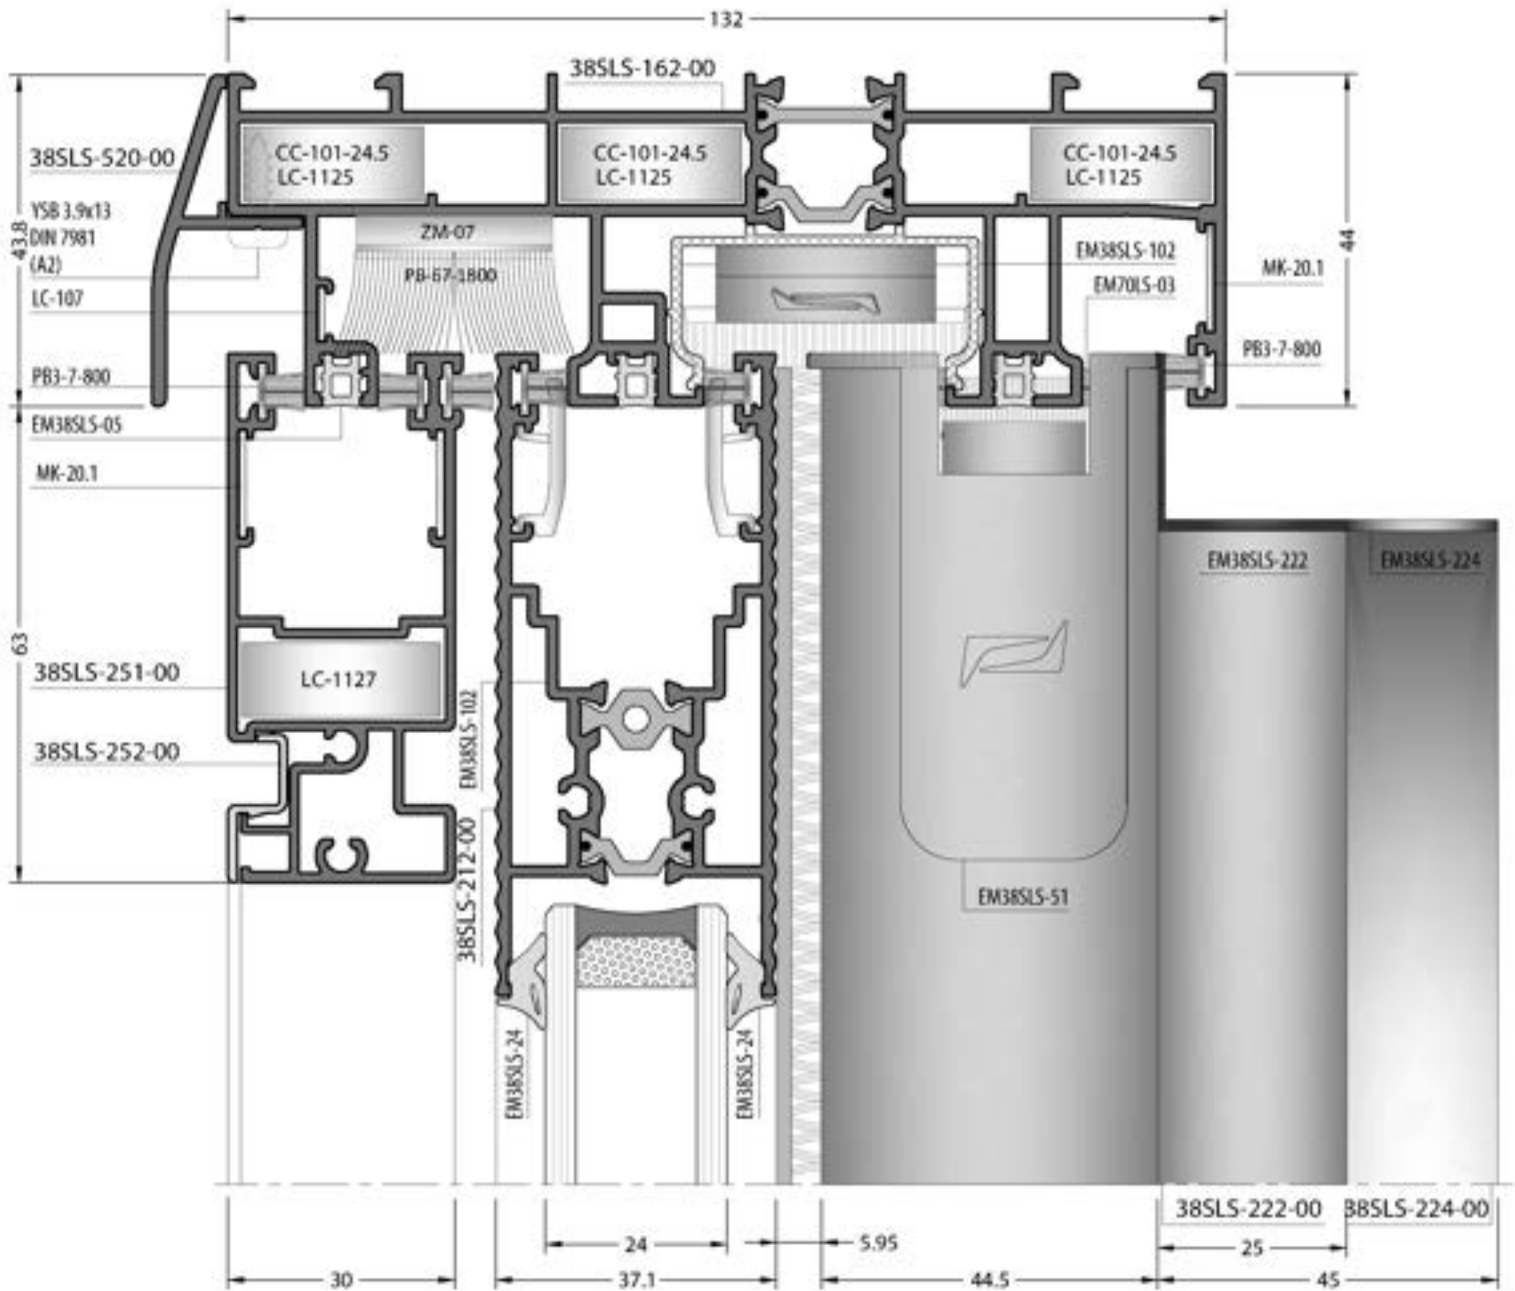 132
38SLS-162-00
38SLS-520-00
CC-101-24.5
LC-1125
CC-101-24.5
LC-1125
CC-101-24.5
LC-1125
YSB 3.9x13
DIN 7981
(A2)
43.8
ZM-07
44
EM38SLS-102
MK-20.1
PB-67-1800
EM70LS-03
LC-107
PB3-7-800
PB3-7-800
EM38SLS-05
MK-20.1
EM38SLS-222
EM38SLS-224
63
38SLS-251-00
LC-1127
EM38SLS-102
38SLS-252-00
38SLS-212-00
EM38SLS-51
EM38SLS-24
EM38SLS-24
38SLS-222-00
38SLS-224-00
24
5.95
25
30
37.1
44.5
45